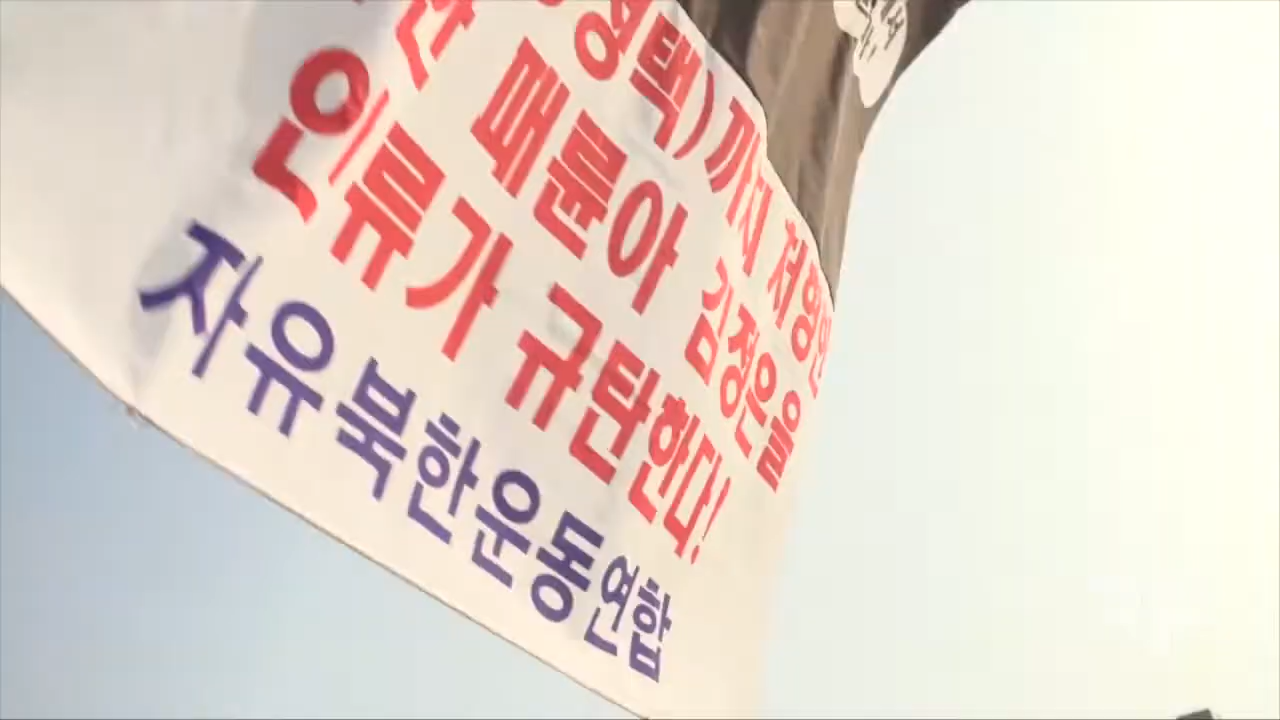 택)까지 처형한
패륜아 김정은을
인류가 규탄한다!
자유북한운동연합